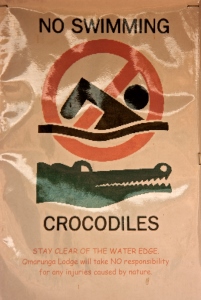 NO SWIMMING
CROCODILES
STAY CLEAR OF THE WATER EDGE.
Omarunga Lodge will take NO responsibility
for any injuries caused by nature.